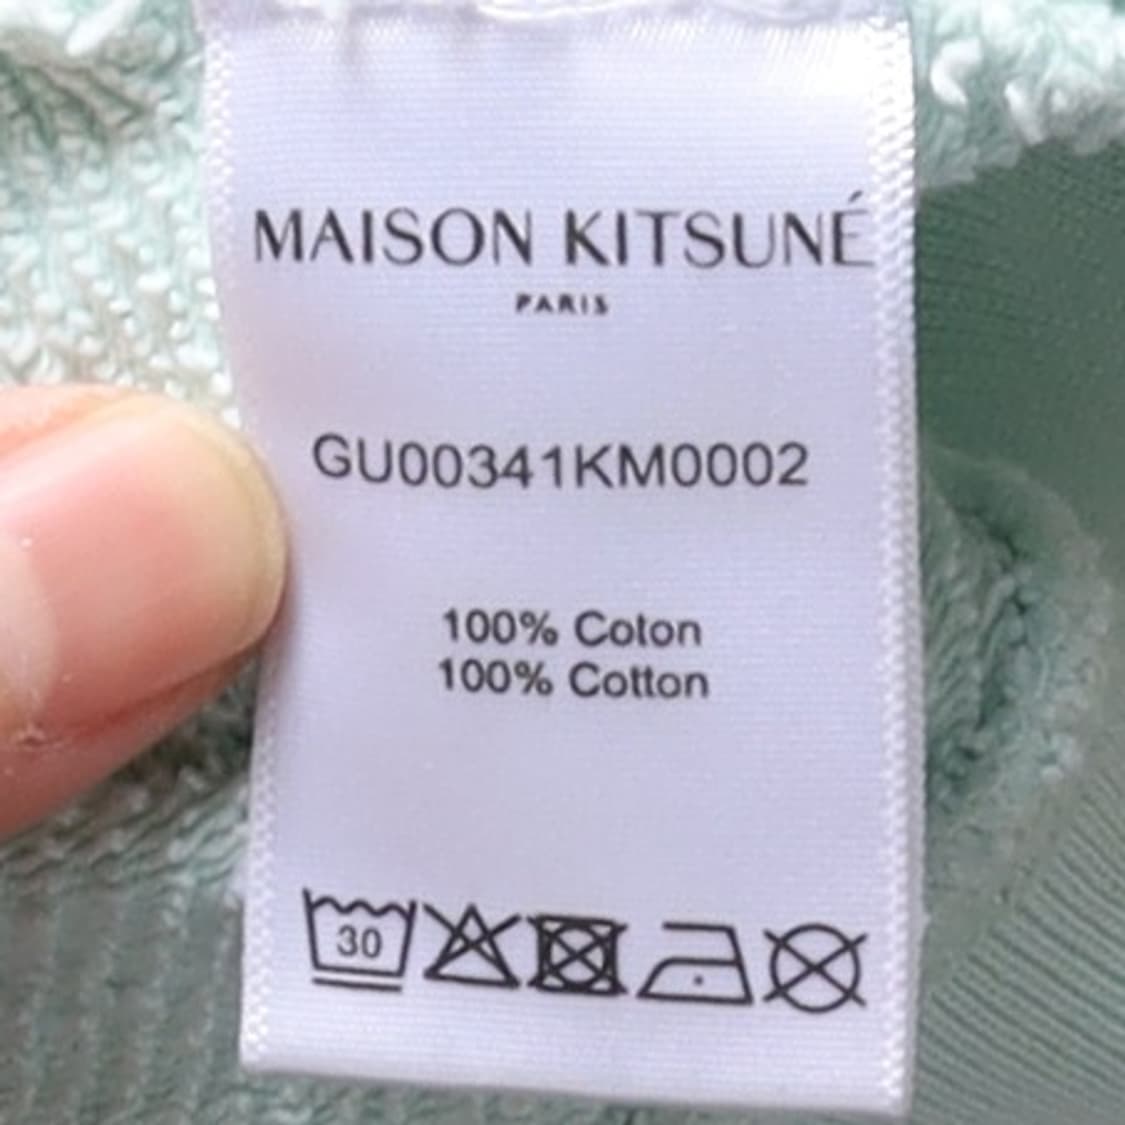 MAISON KITSUNÉ
PARIS
GU00341KM0002
100% Coton
100% Cotton
30